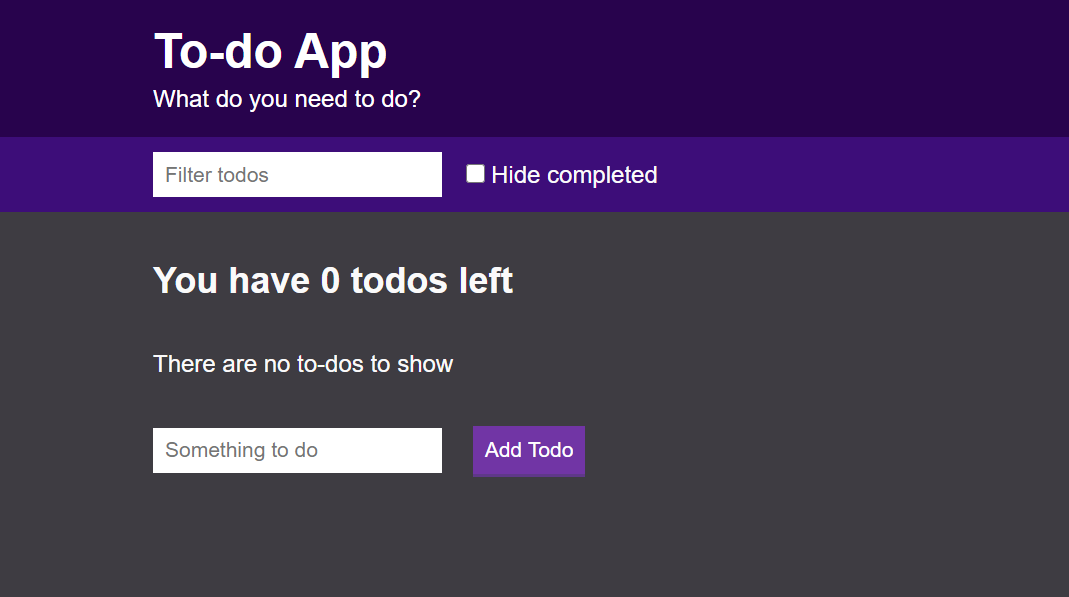 To-do App
What do you need to do?
Filter todos
Hide completed
You have 0 todos left
There are no to-dos to show
Something to do
Add Todo